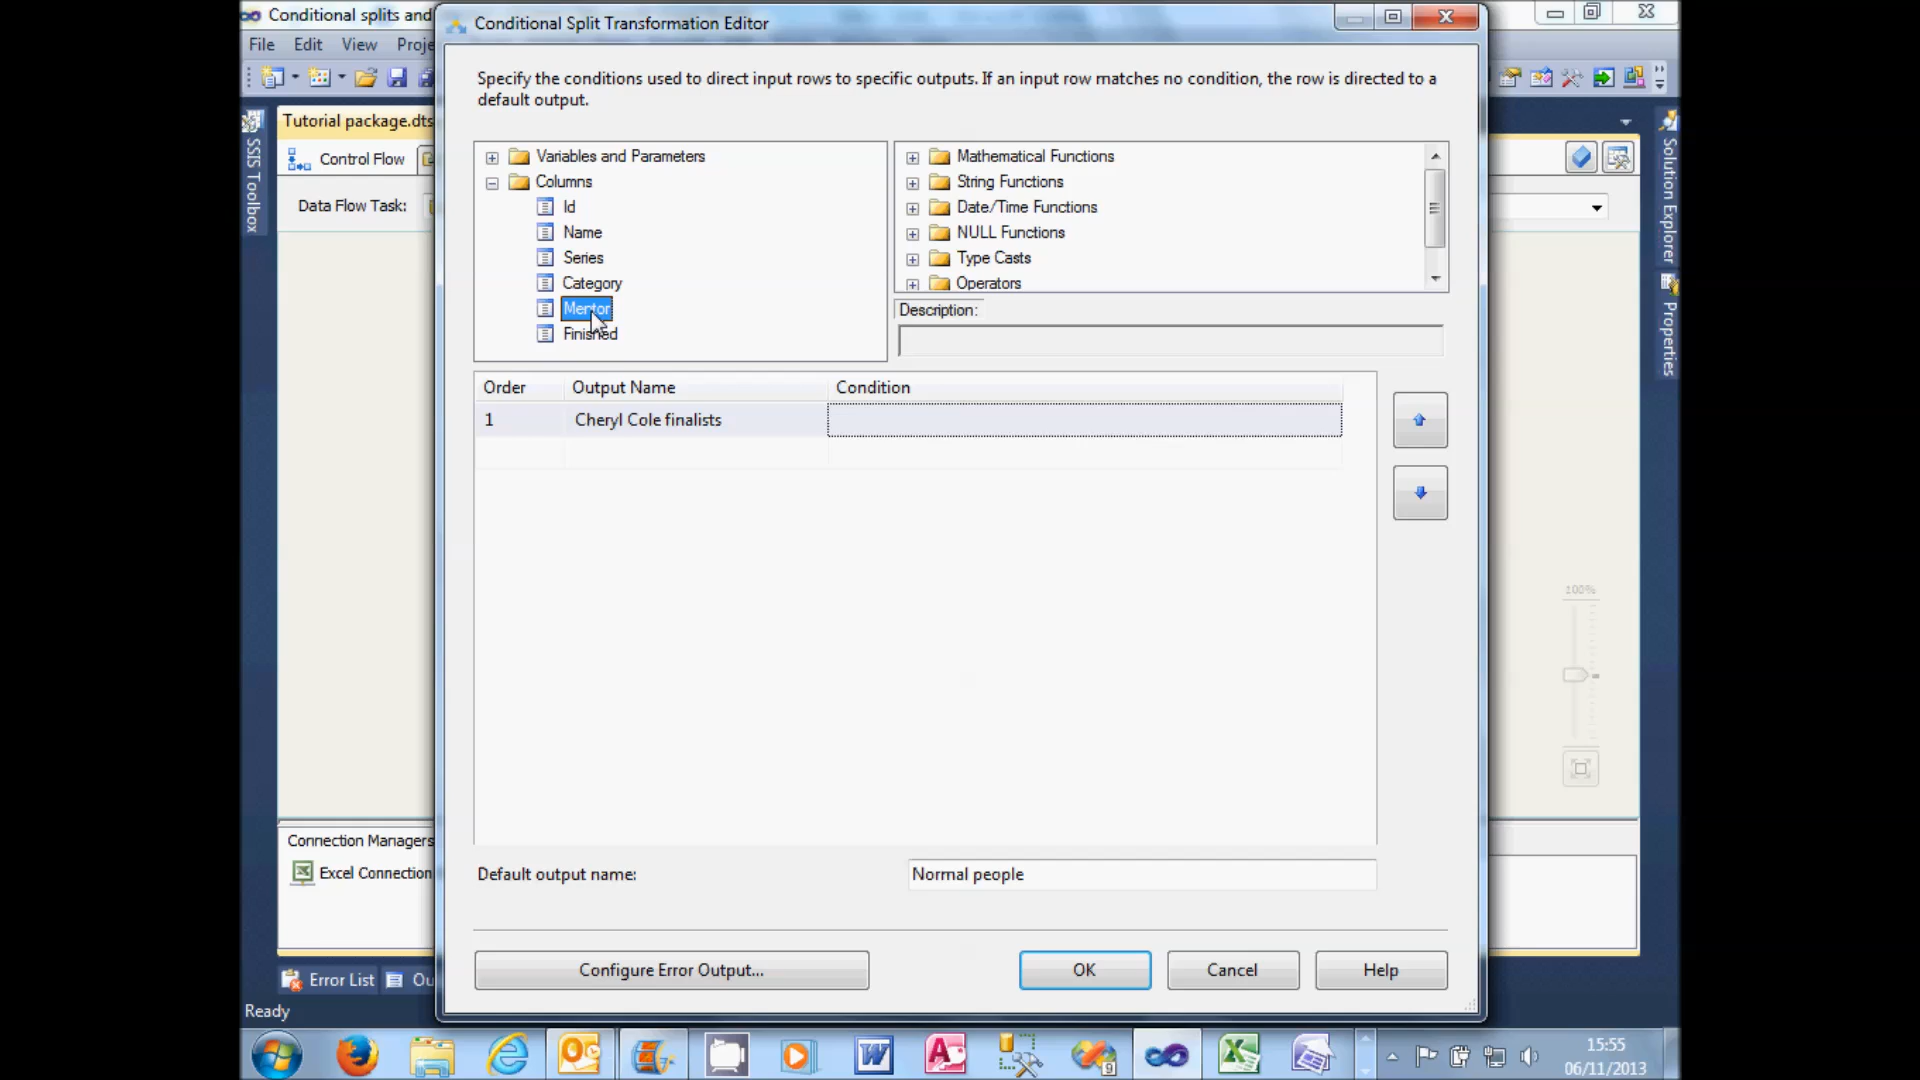 Conditional splits and
Conditional Split Transformation Editor
File Edit View Proje
Specify the conditions used to direct input rows to specific outputs. If an input row matches no condition, the row is directed to a
default output.
Tutorial package.dts
Control Flow
Data Flow Task:
SSIS Toolbox
Variables and Parameters
Columns
Id
Name
Series
Category
Mentor
Finished
Mathematical Functions
String Functions
Date/Time Functions
NULL Functions
Type Casts
Operators
Description:
Solution Explorer
Properties
Order Output Name Condition
1 Cheryl Cole finalists
100%
Default output name: Normal people
Connection Managers
Excel Connection
Configure Error Output... OK Cancel Help
Error List Ou
Ready
9
15:55
06/11/2013